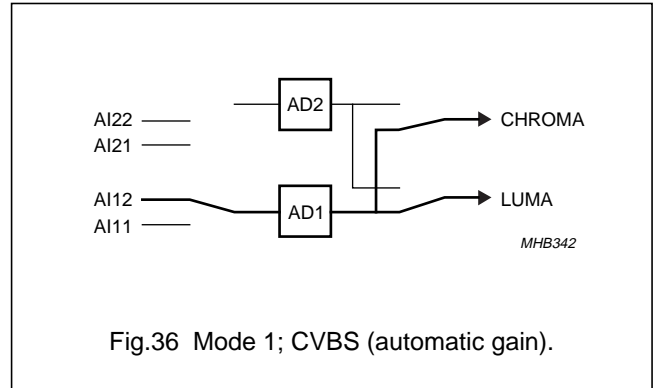 AD2
AI22
CHROMA
AI21
AI12
AD1
LUMA
AI11
MHB342
Fig.36 Mode 1; CVBS (automatic gain).